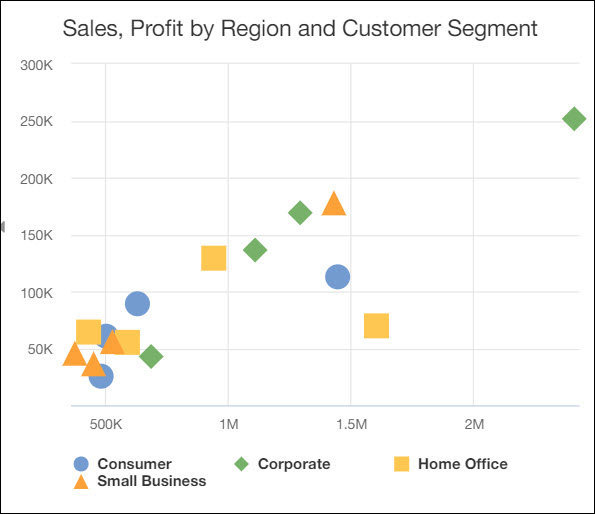 Sales, Profit by Region and Customer Segment
300K
250K
200K
150K
100K
50K
500K 1M 1.5M 2M
Consumer Corporate Home Office
Small Business